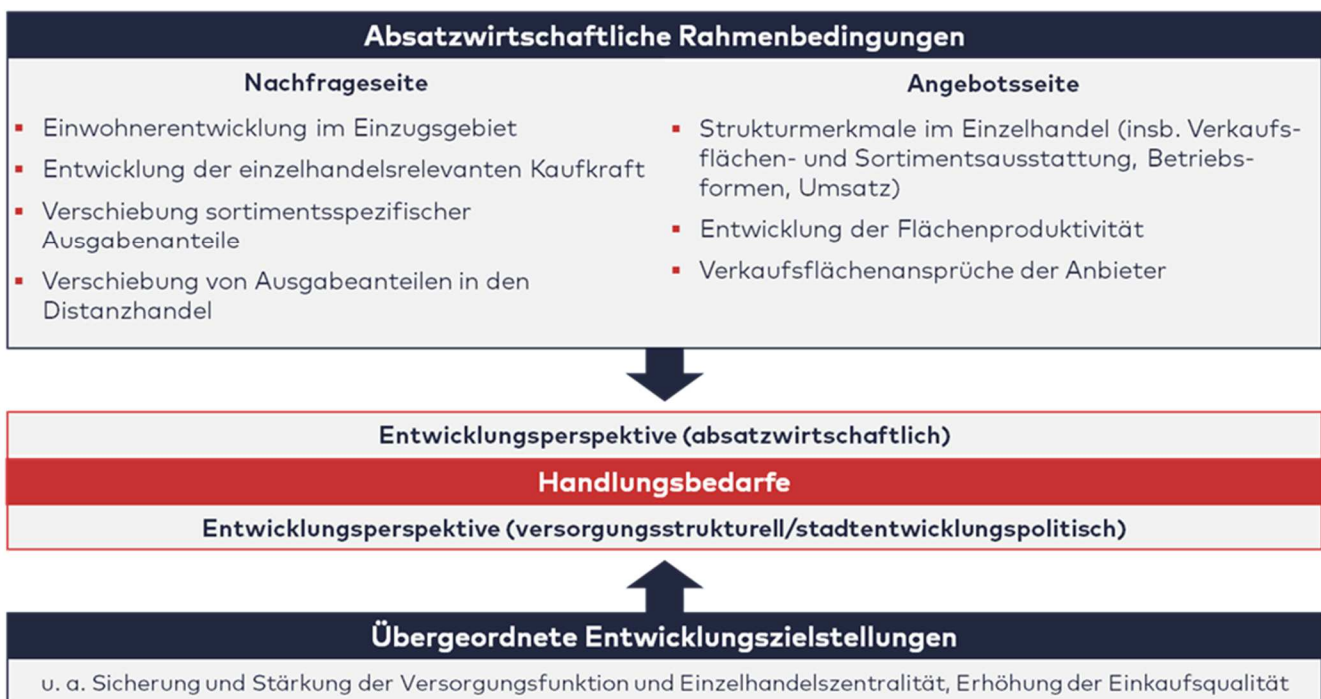 Absatzwirtschaftliche Rahmenbedingungen
Nachfrageseite
Einwohnerentwicklung im Einzugsgebiet
Entwicklung der einzelhandelsrelevanten Kaufkraft
Verschiebung sortimentsspezifischer
Ausgabenanteile
Verschiebung von Ausgabeanteilen in den
Distanzhandel
Angebotsseite
Strukturmerkmale im Einzelhandel (insb. Verkaufs-
flächen- und Sortimentsausstattung, Betriebs-
formen, Umsatz)
Entwicklung der Flächenproduktivität
Verkaufsflächenansprüche der Anbieter
Entwicklungsperspektive (absatzwirtschaftlich)
Handlungsbedarfe
Entwicklungsperspektive (versorgungsstrukturell/stadtentwicklungspolitisch)
Übergeordnete Entwicklungszielstellungen
u. a. Sicherung und Stärkung der Versorgungsfunktion und Einzelhandelszentralität, Erhöhung der Einkaufsqualität